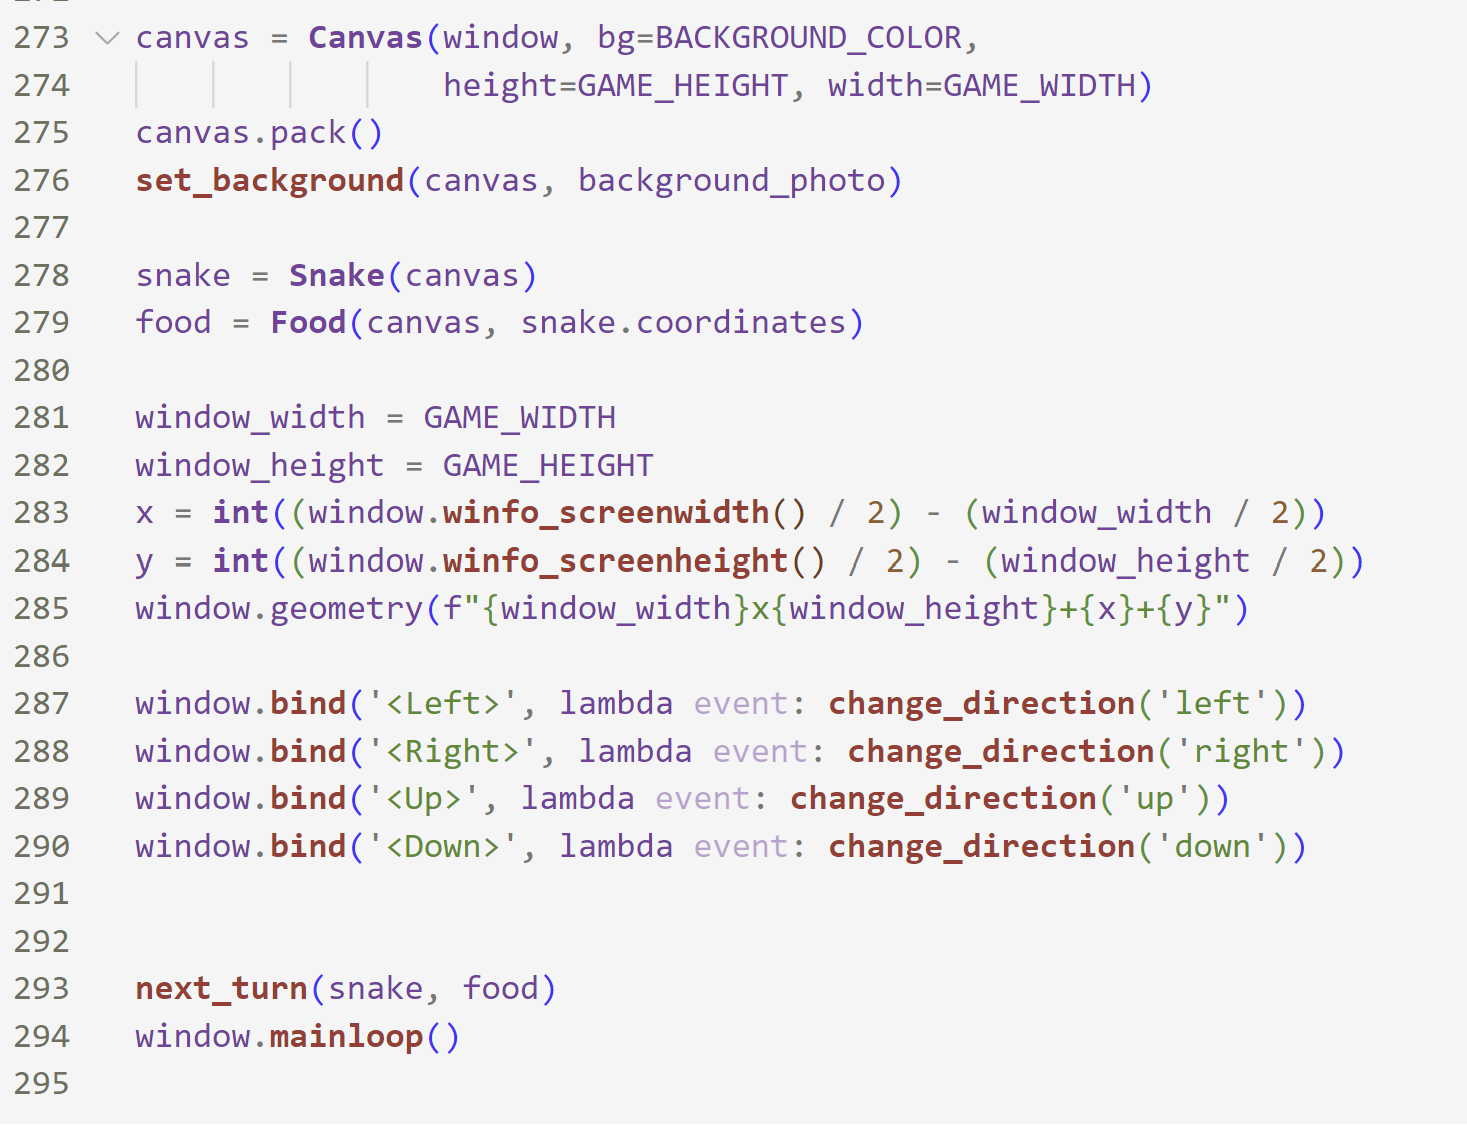 273 canvas = Canvas(window, bg=BACKGROUND_COLOR,
274                 height=GAME_HEIGHT, width=GAME_WIDTH)
275 canvas.pack()
276 set_background(canvas, background_photo)
277
278 snake = Snake(canvas)
279 food = Food(canvas, snake.coordinates)
280
281 window_width = GAME_WIDTH
282 window_height = GAME_HEIGHT
283 x = int((window.winfo_screenwidth() / 2) - (window_width / 2))
284 y = int((window.winfo_screenheight() / 2) - (window_height / 2))
285 window.geometry(f"{window_width}x{window_height}+{x}+{y}")
286
287 window.bind('<Left>', lambda event: change_direction('left'))
288 window.bind('<Right>', lambda event: change_direction('right'))
289 window.bind('<Up>', lambda event: change_direction('up'))
290 window.bind('<Down>', lambda event: change_direction('down'))
291
292
293 next_turn(snake, food)
294 window.mainloop()
295